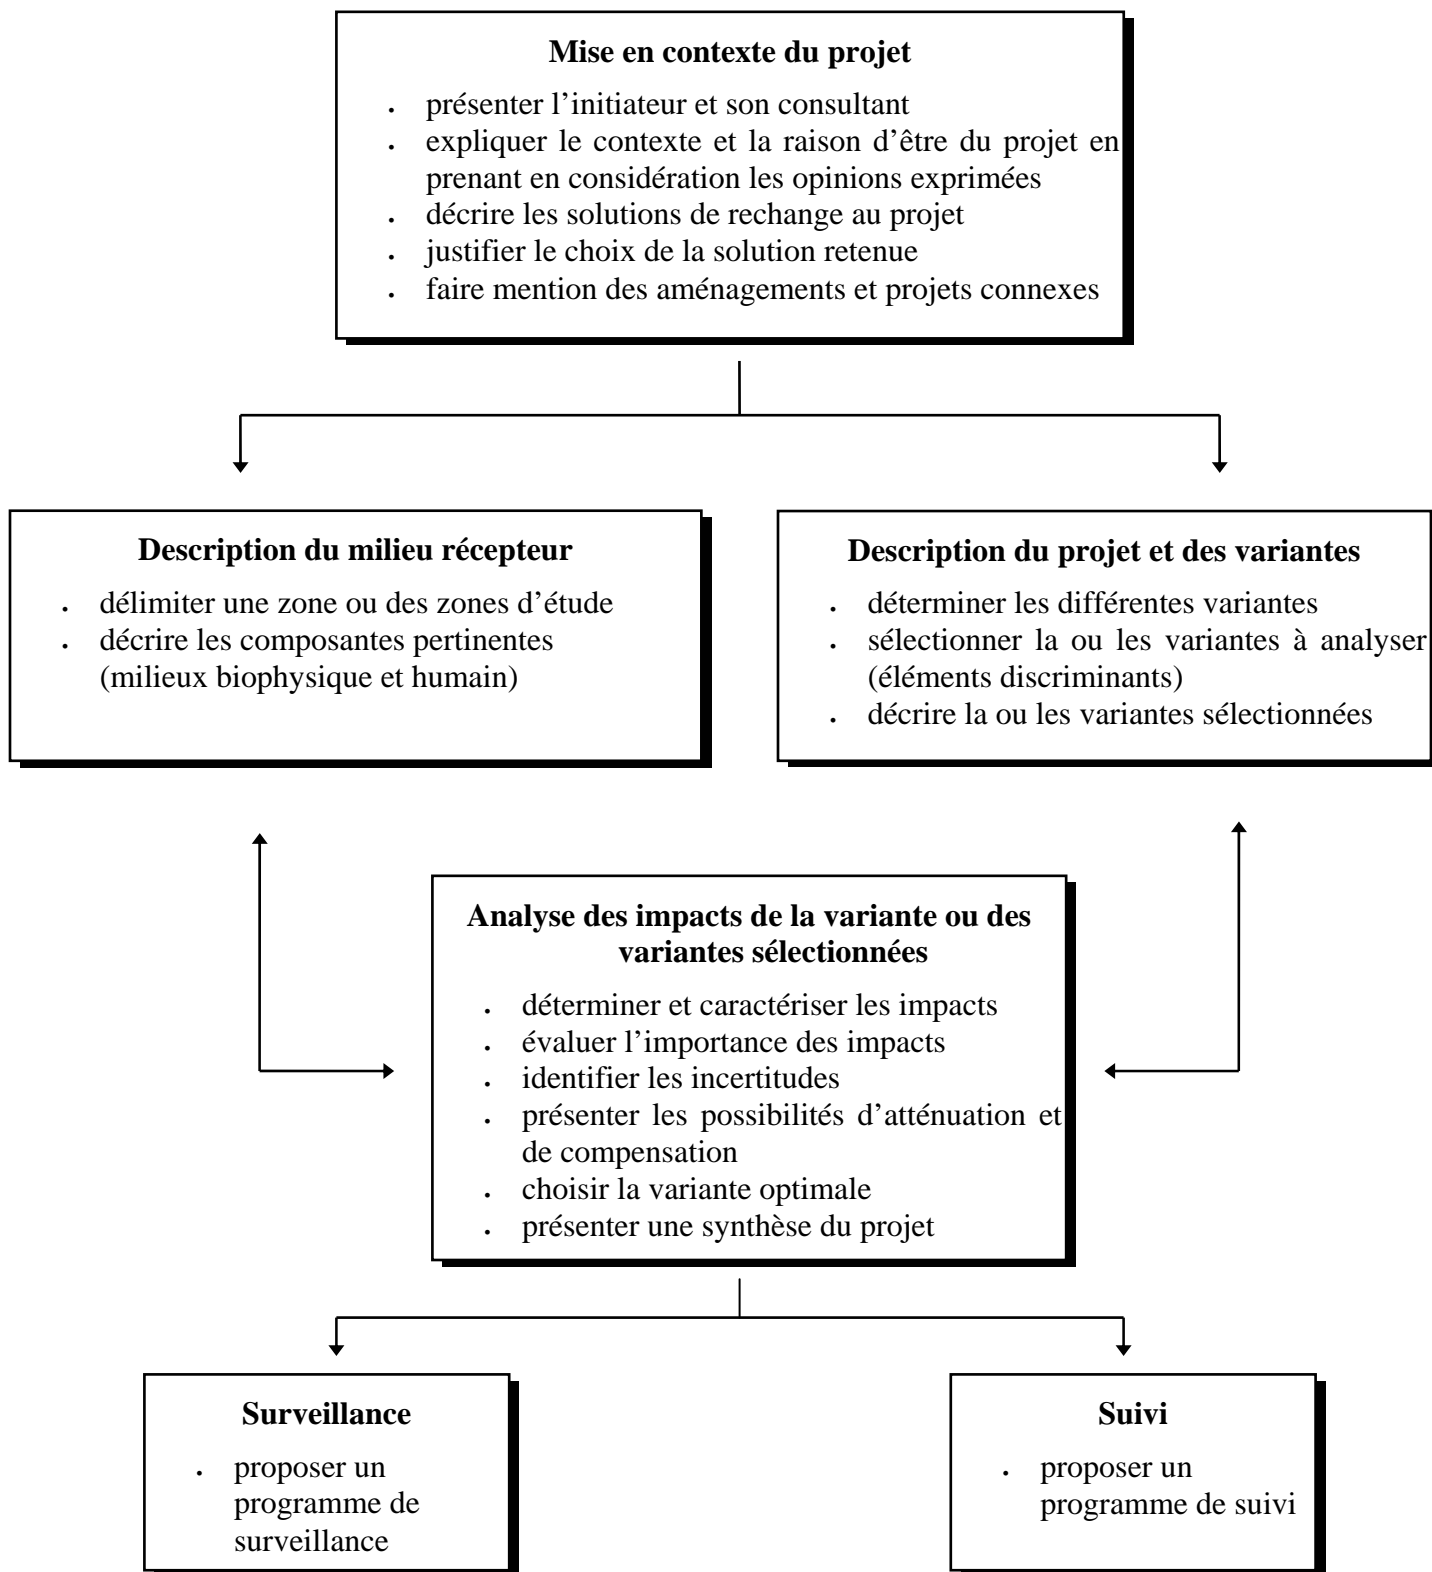 Mise en contexte du projet
. présenter l’initiateur et son consultant
. expliquer le contexte et la raison d’être du projet en
prenant en considération les opinions exprimées
. décrire les solutions de rechange au projet
. justifier le choix de la solution retenue
. faire mention des aménagements et projets connexes
Description du milieu récepteur
. délimiter une zone ou des zones d’étude
. décrire les composantes pertinentes
(milieux biophysique et humain)
Description du projet et des variantes
. déterminer les différentes variantes
. sélectionner la ou les variantes à analyser
(éléments discriminants)
. décrire la ou les variantes sélectionnées
Analyse des impacts de la variante ou des
variantes sélectionnées
. déterminer et caractériser les impacts
. évaluer l’importance des impacts
. identifier les incertitudes
. présenter les possibilités d’atténuation et
de compensation
. choisir la variante optimale
. présenter une synthèse du projet
Surveillance
. proposer un
programme de
surveillance
Suivi
. proposer un
programme de suivi